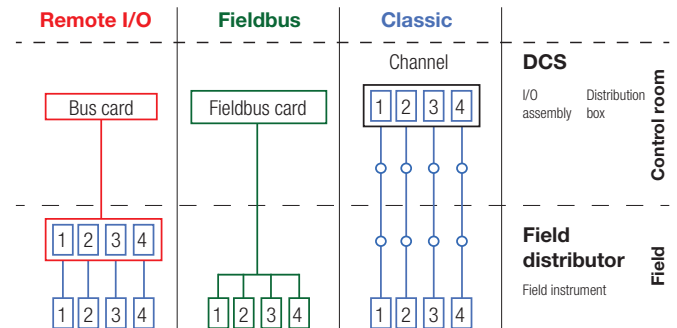 Remote I/O
Fieldbus
Classic
Channel
DCS
Bus card
Fieldbus card
1 2 3 4
I/O
assembly
Distribution
box
Control room
1 2 3 4
Field
distributor
Field instrument
Field
1 2 3 4
1 2 3 4
1 2 3 4